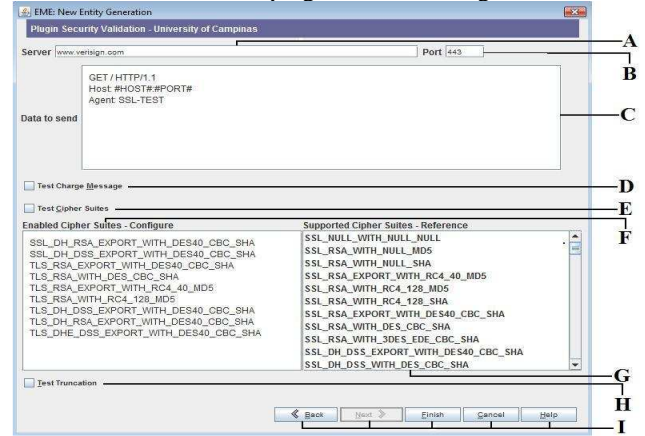 EME: New Entity Generation
Plugin Security Validation - University of Campinas
A
Server www.verisign.com Port 443
B
GET / HTTP/1.1
Host: #HOST#:#PORT#
Agent: SSL-TEST
Data to send
C
Test Charge Message
D
Test Cipher Suites
E
Enabled Cipher Suites - Configure
F
SSL_DH_RSA_EXPORT_WITH_DES40_CBC_SHA
SSL_DH_DSS_EXPORT_WITH_DES40_CBC_SHA
TLS_RSA_EXPORT_WITH_DES40_CBC_SHA
TLS_RSA_WITH_DES_CBC_SHA
TLS_RSA_EXPORT_WITH_RC4_40_MD5
TLS_RSA_WITH_RC4_128_MD5
TLS_DH_DSS_EXPORT_WITH_DES40_CBC_SHA
TLS_DH_RSA_EXPORT_WITH_DES40_CBC_SHA
TLS_DHE_DSS_EXPORT_WITH_DES40_CBC_SHA
Supported Cipher Suites - Reference
SSL_NULL_WITH_NULL_NULL
SSL_RSA_WITH_NULL_MD5
SSL_RSA_WITH_NULL_SHA
SSL_RSA_EXPORT_WITH_RC4_40_MD5
SSL_RSA_WITH_RC4_128_MD5
SSL_RSA_WITH_RC4_128_SHA
SSL_RSA_EXPORT_WITH_DES40_CBC_SHA
SSL_RSA_WITH_DES_CBC_SHA
SSL_RSA_WITH_3DES_EDE_CBC_SHA
SSL_DH_DSS_EXPORT_WITH_DES40_CBC_SHA
SSL_DH_DSS_WITH_DES_CBC_SHA
G
Test Truncation
H
Back Next Finish Cancel Help
I